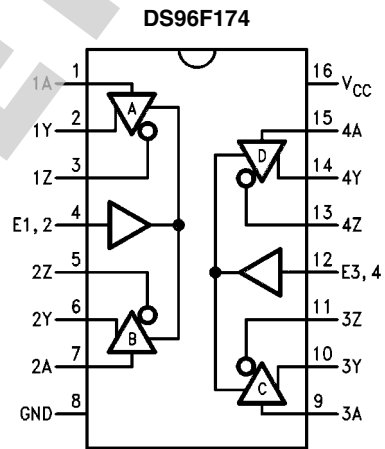 DS96F174
1A 1
1Y 2
1Z 3
E1, 2 4
2Z 5
2Y 6
2A 7
GND 8
16 VCC
15 4A
14 4Y
13 4Z
12 E3, 4
11 3Z
10 3Y
9 3A
A
B
D
C